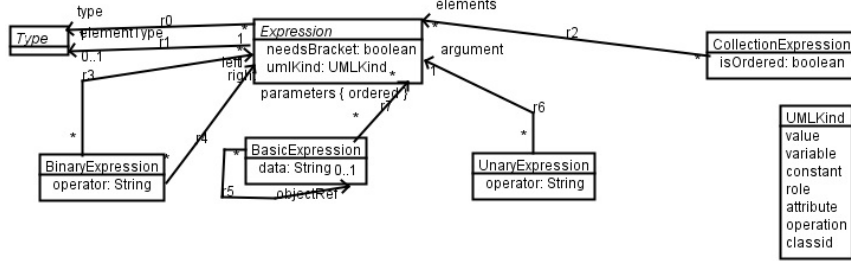 type
elements
Type
r0
*
Expression
elementType
r1
1
*
r2
argument
CollectionExpression
0..1
needsBracket: boolean
isOrdered: boolean
r3
left
umlKind: UMLKind
*
1
*
right
parameters { ordered }
r7
r6
UMLKind
*
*
*
value
r4
BinaryExpression
*
*
BasicExpression
UnaryExpression
variable
operator: String
data: String
0..1
operator: String
constant
r5
objectRef
role
attribute
operation
classid